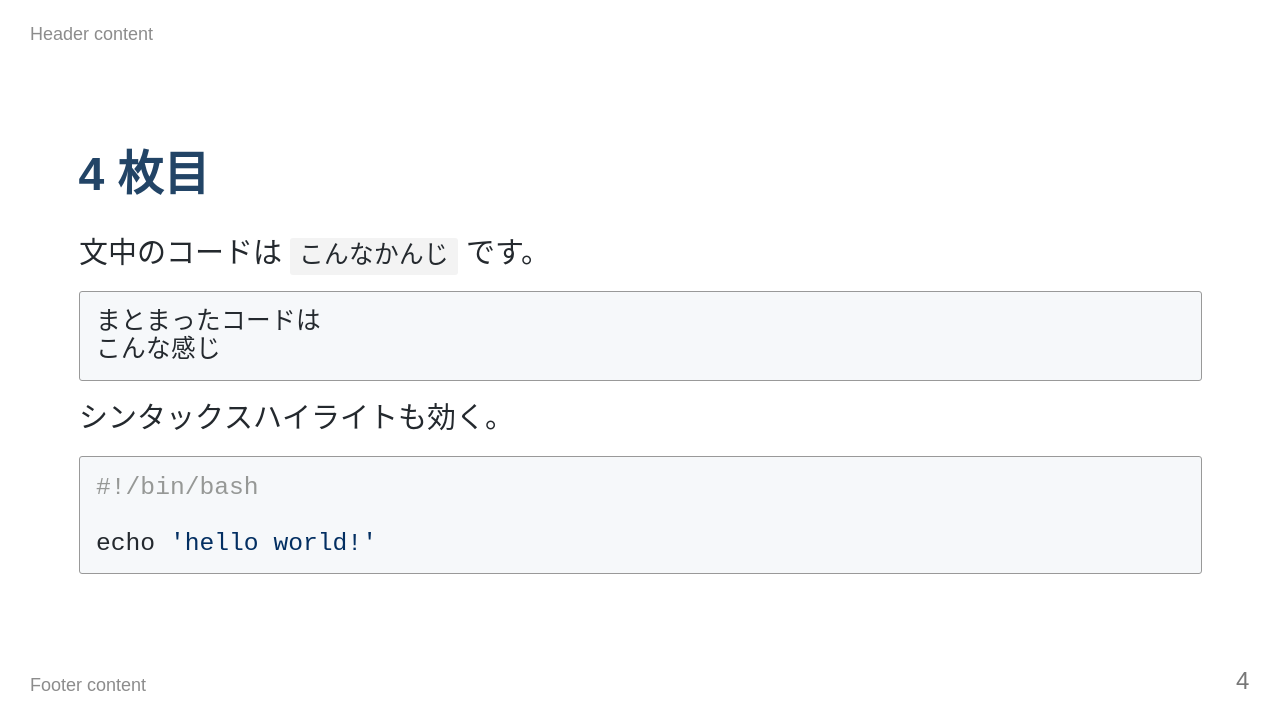 Header content
4 枚目
文中のコードは こんなかんじ です。
まとまったコードは
こんな感じ
シンタックスハイライトも効く。
#!/bin/bash
echo 'hello world!'
Footer content
4